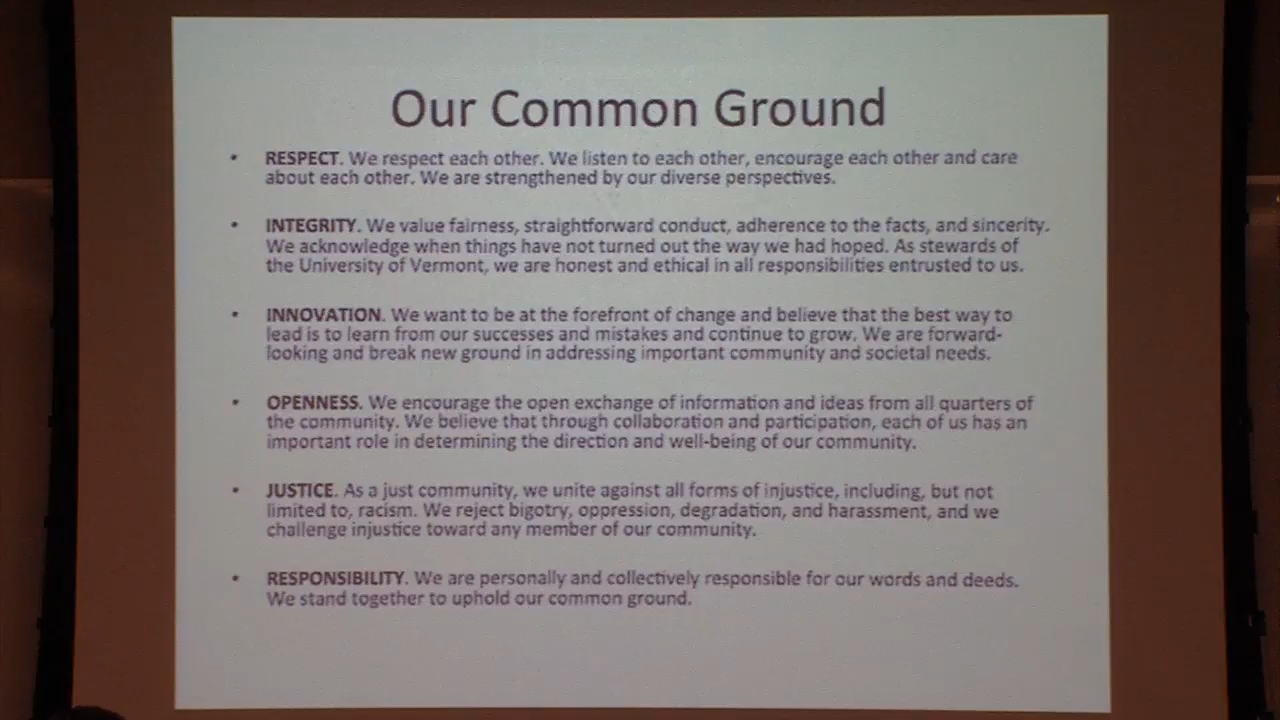 Our Common Ground
• RESPECT. We respect each other. We listen to each other, encourage each other and care
about each other. We are strengthened by our diverse perspectives.
• INTEGRITY. We value fairness, straightforward conduct, adherence to the facts, and sincerity.
We acknowledge when things have not turned out the way we had hoped. As stewards of
the University of Vermont, we are honest and ethical in all responsibilities entrusted to us.
• INNOVATION. We want to be at the forefront of change and believe that the best way to
lead is to learn from our successes and mistakes and continue to grow. We are forward-
looking and break new ground in addressing important community and societal needs.
• OPENNESS. We encourage the open exchange of information and ideas from all quarters of
the community. We believe that through collaboration and participation, each of us has an
important role in determining the direction and well-being of our community.
• JUSTICE. As a just community, we unite against all forms of injustice, including, but not
limited to, racism. We reject bigotry, oppression, degradation, and harassment, and we
challenge injustice toward any member of our community.
• RESPONSIBILITY. We are personally and collectively responsible for our words and deeds.
We stand together to uphold our common ground.